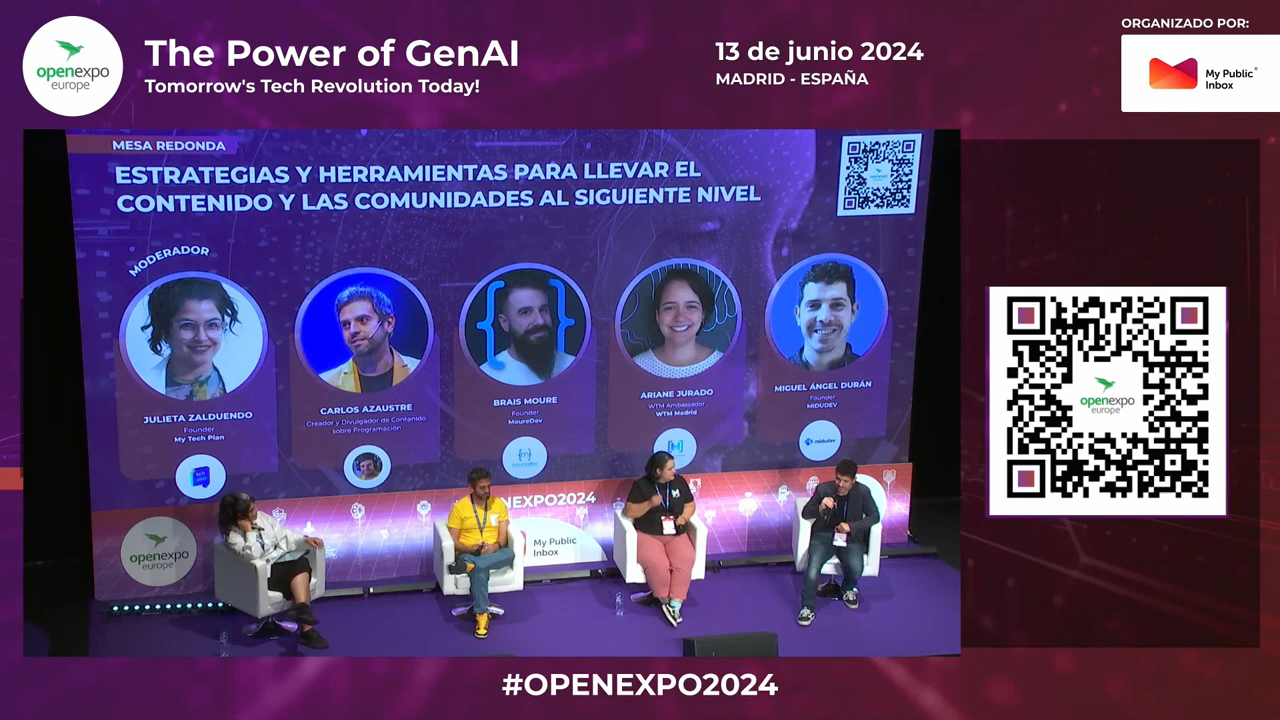 openexpo
europe
The Power of GenAI
Tomorrow's Tech Revolution Today!
13 de junio 2024
MADRID - ESPAÑA
ORGANIZADO POR:
My Public
Inbox
MESA REDONDA
ESTRATEGIAS Y HERRAMIENTAS PARA LLEVAR EL
CONTENIDO Y LAS COMUNIDADES AL SIGUIENTE NIVEL
MODERADOR
JULIETA ZALDUENDO
Founder
My Tech Plan
CARLOS AZAUSTRE
Creador y Divulgador de Contenido
sobre Programación
BRAIS MOURE
Founder
MoureDev
ARIANE JURADO
WTM Ambassador
WTM Madrid
MIGUEL ÁNGEL DURÁN
Founder
MIDUDEV
midudev
ENEXPO2024
openexpo
europe
My Public
Inbox
openexpo
europe
#OPENEXPO2024